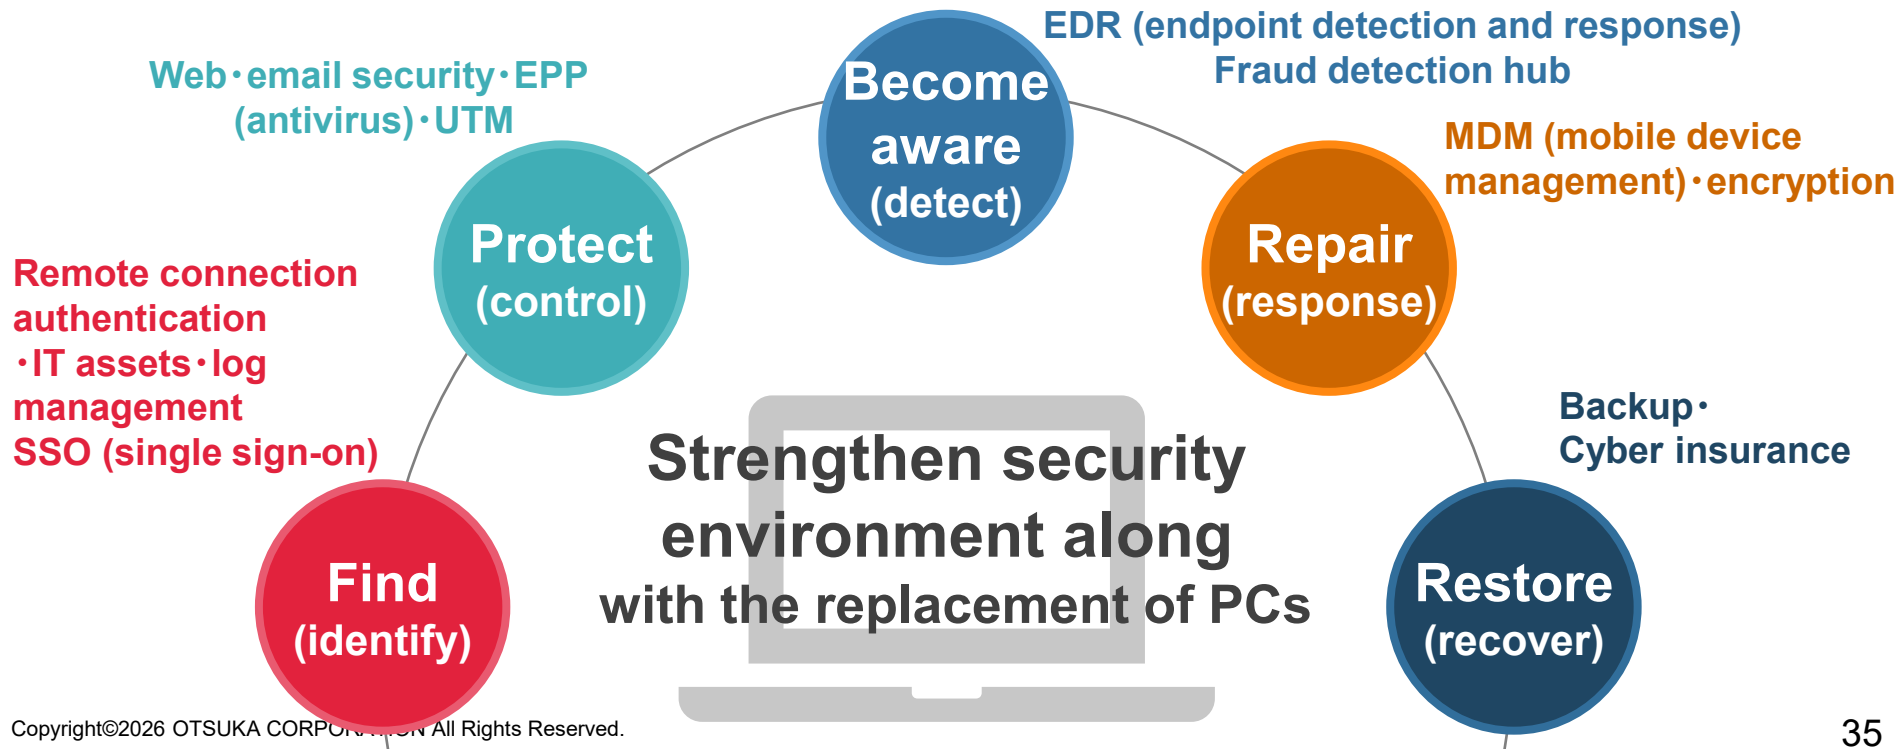 EDR (endpoint detection and response)
Fraud detection hub
Web・email security・EPP
(antivirus)・UTM
Become
aware
(detect)
MDM (mobile device
management)・encryption
Protect
(control)
Repair
(response)
Remote connection
authentication
・IT assets・log
management
SSO (single sign-on)
Backup・
Cyber insurance
Strengthen security
environment along
with the replacement of PCs
Find
(identify)
Restore
(recover)
Copyright©2026 OTSUKA CORPORATION All Rights Reserved.
35